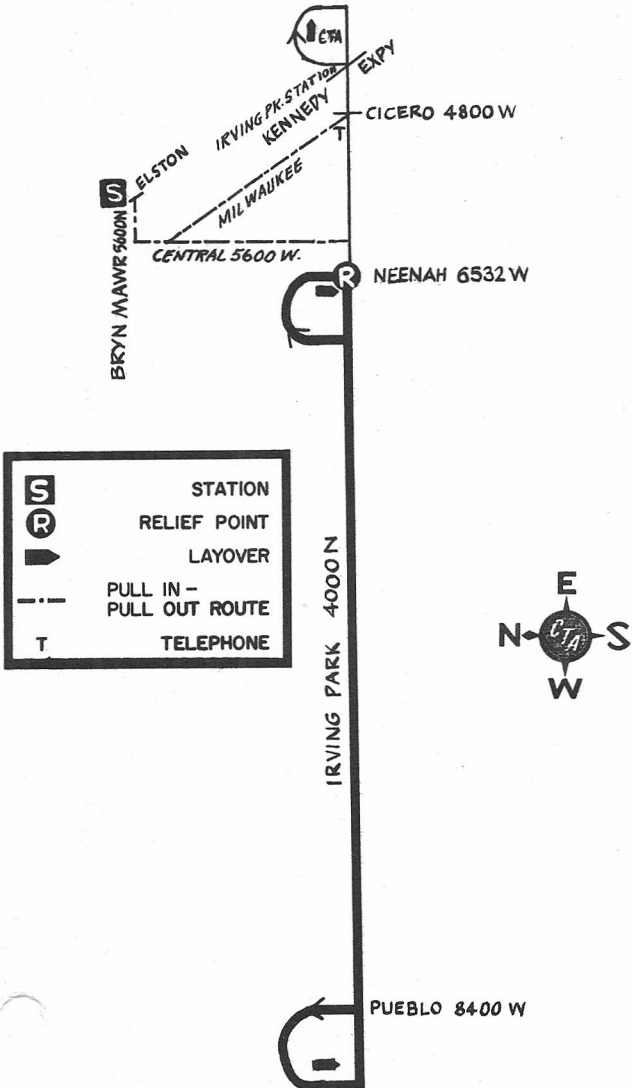 CTA
EXPY
IRVING PK. STATION
KENNEDY
CICERO 4800 W
T
ELSTON
S
MILWAUKEE
BRYN MAWR 5600N
CENTRAL 5600 W.
R
NEENAH 6532 W
S STATION
R RELIEF POINT
LAYOVER
PULL IN –
PULL OUT ROUTE
T TELEPHONE
IRVING PARK 4000 N
E
N CTA S
W
PUEBLO 8400 W